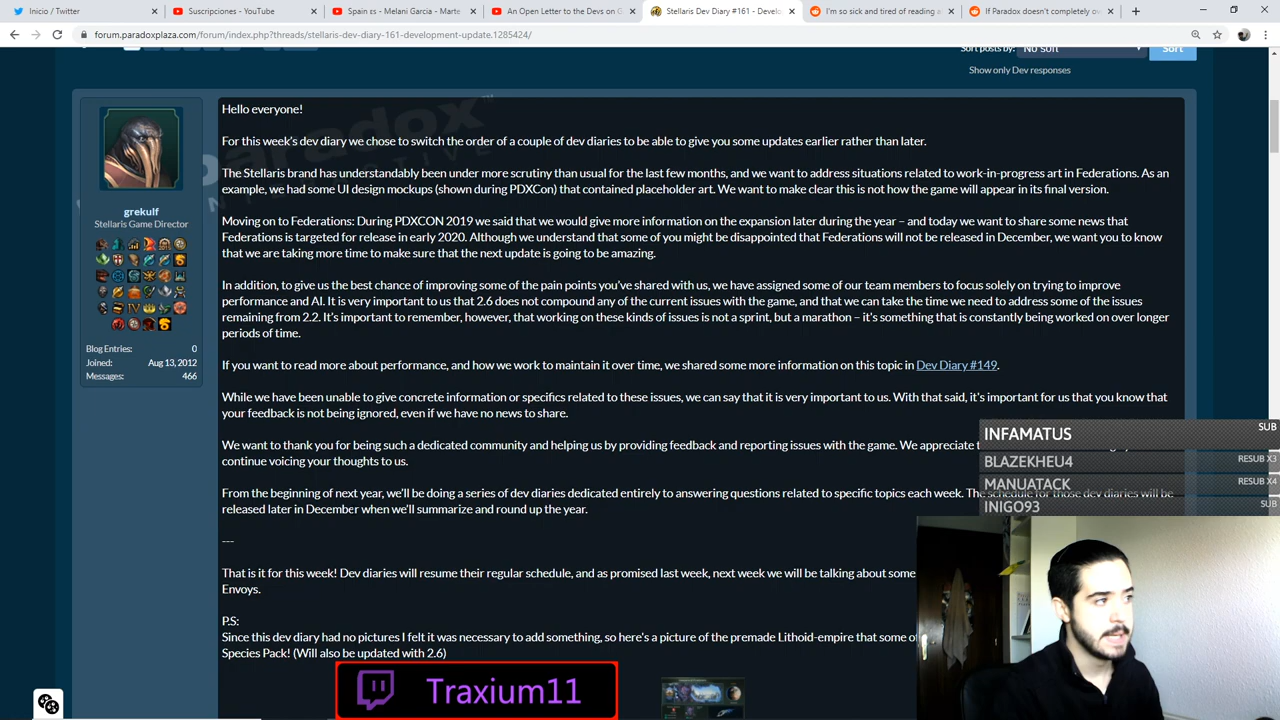 Inicio / Twitter
Suscripciones - YouTube
Spain cs - Melani Garcia - Marte
An Open Letter to the Devs on G
Stellaris Dev Diary #161 - Develo
I'm so sick and tired of reading a
If Paradox doesn't completely ov
forum.paradoxplaza.com/forum/index.php?threads/stellaris-dev-diary-161-development-update.1285424/
Sort posts by:
No sort
Sort
Show only Dev responses
grekulf
Stellaris Game Director
Blog Entries: 0
Joined: Aug 13, 2012
Messages: 466
Hello everyone!
For this week's dev diary we chose to switch the order of a couple of dev diaries to be able to give you some updates earlier rather than later.
The Stellaris brand has understandably been under more scrutiny than usual for the last few months, and we want to address situations related to work-in-progress art in Federations. As an
example, we had some UI design mockups (shown during PDXCon) that contained placeholder art. We want to make clear this is not how the game will appear in its final version.
Moving on to Federations: During PDXCON 2019 we said that we would give more information on the expansion later during the year – and today we want to share some news that
Federations is targeted for release in early 2020. Although we understand that some of you might be disappointed that Federations will not be released in December, we want you to know
that we are taking more time to make sure that the next update is going to be amazing.
In addition, to give us the best chance of improving some of the pain points you've shared with us, we have assigned some of our team members to focus solely on trying to improve
performance and AI. It is very important to us that 2.6 does not compound any of the current issues with the game, and that we can take the time we need to address some of the issues
remaining from 2.2. It's important to remember, however, that working on these kinds of issues is not a sprint, but a marathon – it's something that is constantly being worked on over longer
periods of time.
If you want to read more about performance, and how we work to maintain it over time, we shared some more information on this topic in Dev Diary #149.
While we have been unable to give concrete information or specifics related to these issues, we can say that it is very important to us. With that said, it's important for us that you know that
your feedback is not being ignored, even if we have no news to share.
We want to thank you for being such a dedicated community and helping us by providing feedback and reporting issues with the game. We appreciate
continue voicing your thoughts to us.
From the beginning of next year, we'll be doing a series of dev diaries dedicated entirely to answering questions related to specific topics each week. The schedule for those dev diaries will be
released later in December when we'll summarize and round up the year.
---
That is it for this week! Dev diaries will resume their regular schedule, and as promised last week, next week we will be talking about some
Envoys.
P.S:
Since this dev diary had no pictures I felt it was necessary to add something, so here's a picture of the premade Lithoid-empire that some
Species Pack! (Will also be updated with 2.6)
INFAMATUS SUB
BLAZEKHEU4 RESUB X3
MANUATACK RESUB X4
INIGO93 SUB
Traxium11